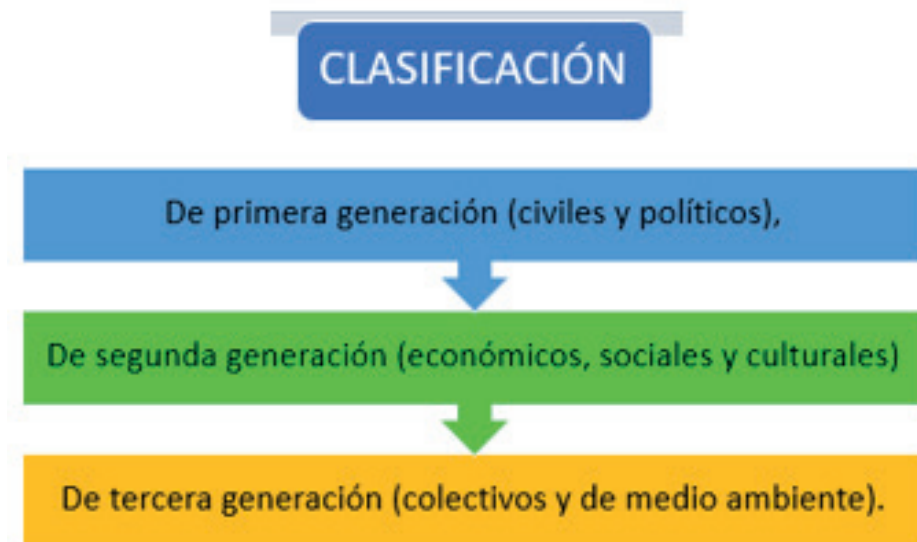 CLASIFICACIÓN
De primera generación (civiles y políticos),
De segunda generación (económicos, sociales y culturales)
De tercera generación (colectivos y de medio ambiente).